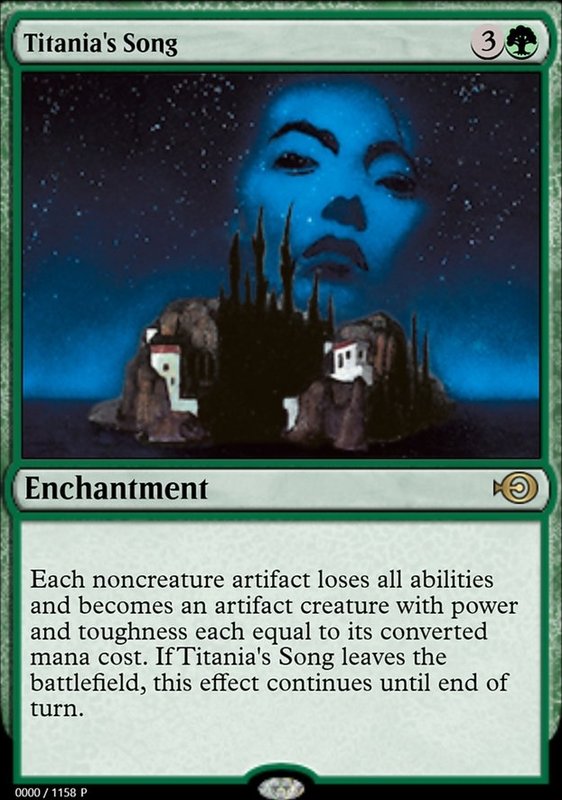 Titania's Song
3
Enchantment
Each noncreature artifact loses all abilities
and becomes an artifact creature with power
and toughness each equal to its converted
mana cost. If Titania's Song leaves the
battlefield, this effect continues until end of
turn.
0000 / 1158 P